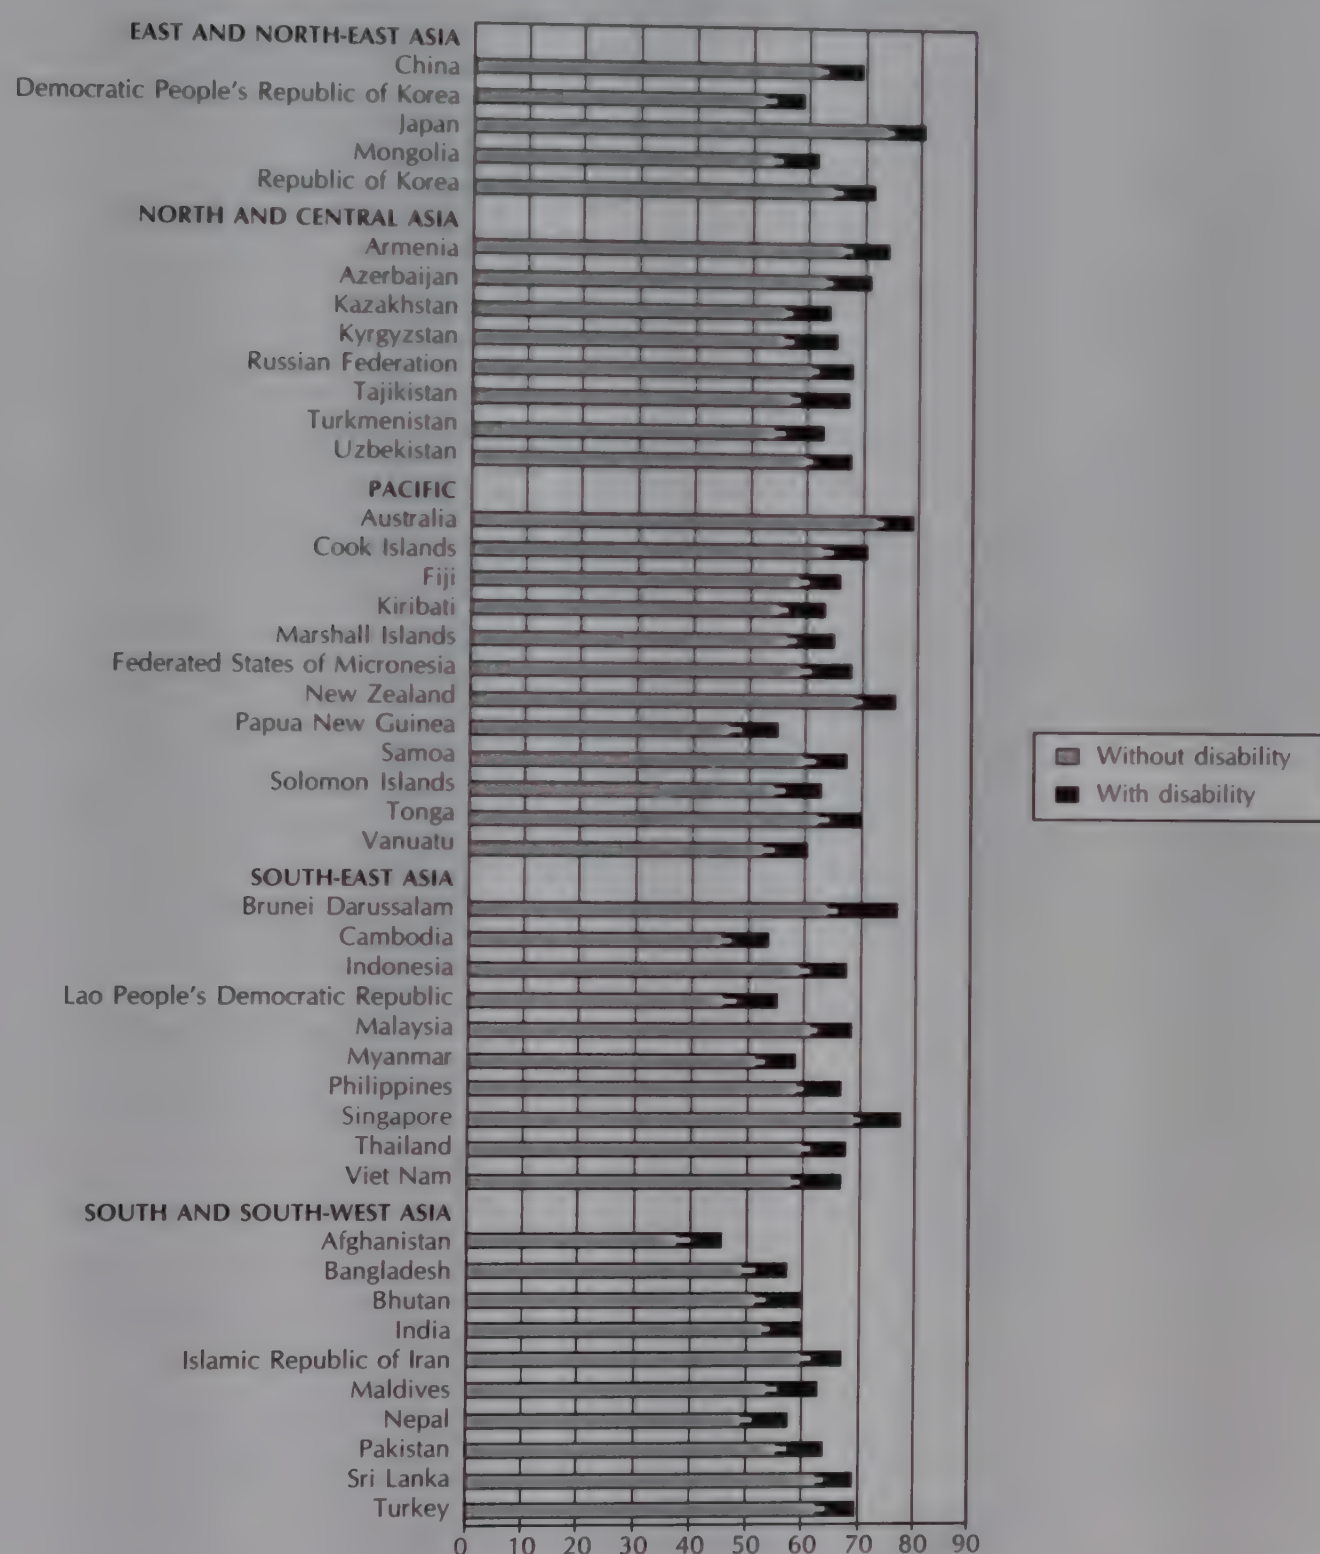 EAST AND NORTH-EAST ASIA
China
Democratic People's Republic of Korea
Japan
Mongolia
Republic of Korea
NORTH AND CENTRAL ASIA
Armenia
Azerbaijan
Kazakhstan
Kyrgyzstan
Russian Federation
Tajikistan
Turkmenistan
Uzbekistan
PACIFIC
Australia
Cook Islands
Fiji
Kiribati
Marshall Islands
Federated States of Micronesia
New Zealand
Papua New Guinea
Samoa
Solomon Islands
Tonga
Vanuatu
SOUTH-EAST ASIA
Brunei Darussalam
Cambodia
Indonesia
Lao People's Democratic Republic
Malaysia
Myanmar
Philippines
Singapore
Thailand
Viet Nam
SOUTH AND SOUTH-WEST ASIA
Afghanistan
Bangladesh
Bhutan
India
Islamic Republic of Iran
Maldives
Nepal
Pakistan
Sri Lanka
Turkey
0 10 20 30 40 50 60 70 80 90
Without disability
With disability